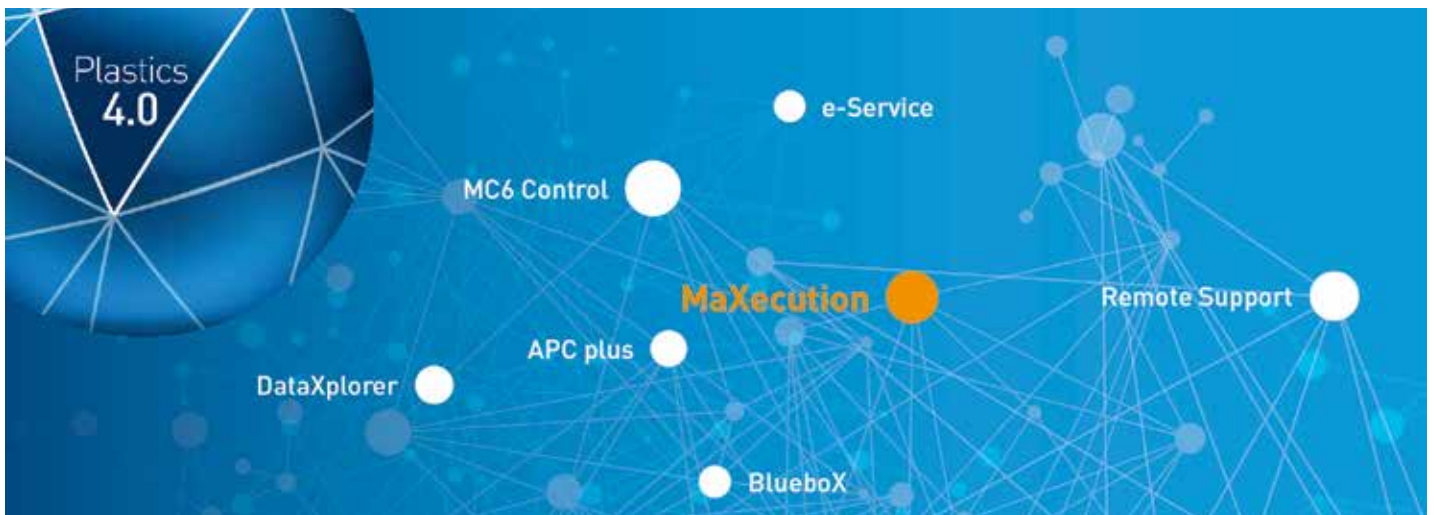 Plastics
4.0
e-Service
MC6 Control
MaXecution
Remote Support
APC plus
DataXplorer
BlueboX